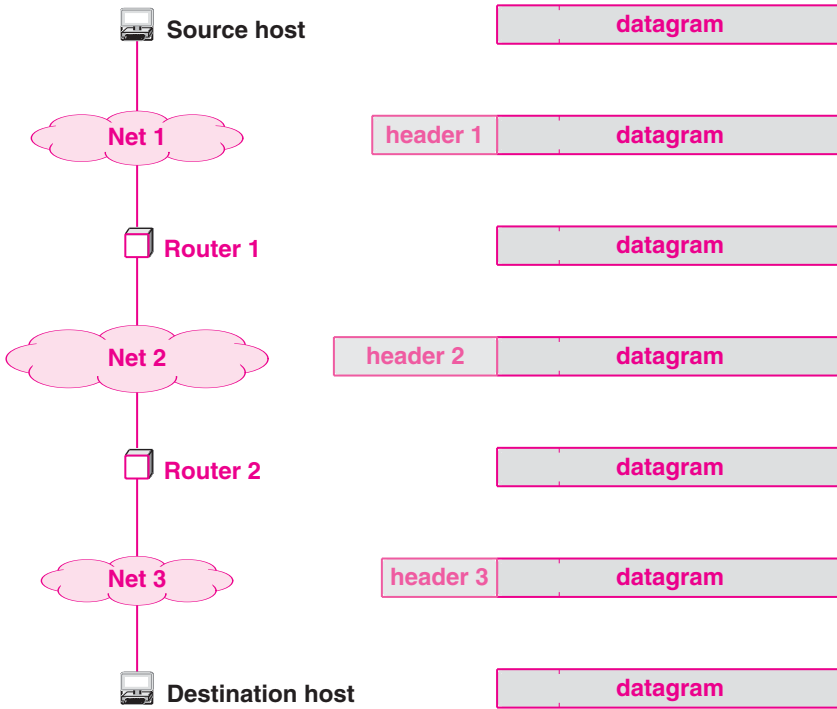 Source host datagram
Net 1 header 1 datagram
Router 1 datagram
Net 2 header 2 datagram
Router 2 datagram
Net 3 header 3 datagram
Destination host datagram